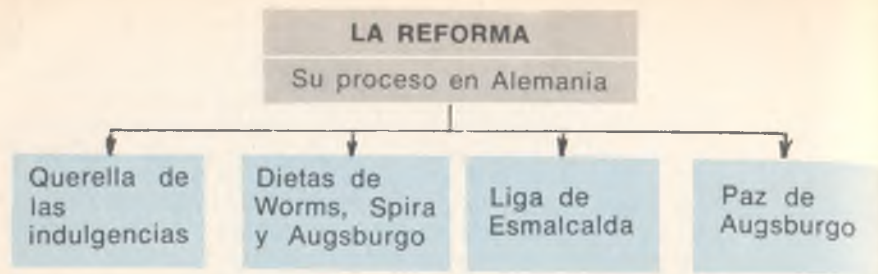 LA REFORMA
Su proceso en Alemania
Querella de
las
indulgencias
Dietas de
Worms, Spira
y Augsburgo
Liga de
Esmalcalda
Paz de
Augsburgo